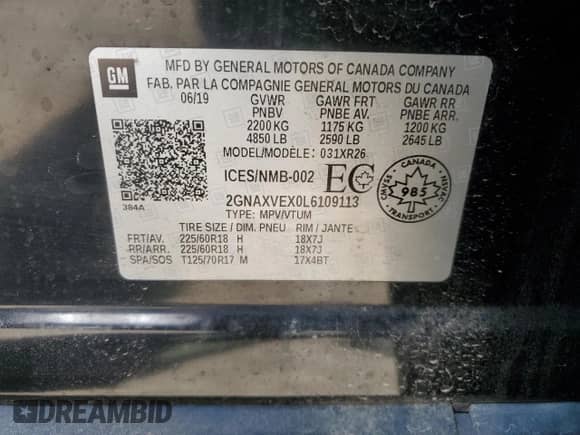 GM
MFD BY GENERAL MOTORS OF CANADA COMPANY
FAB. PAR LA COMPAGNIE GENERAL MOTORS DU CANADA
06/19 GVWR GAWR FRT GAWR RR
PNBV PNBE AV. PNBE ARR.
2200 KG 1175 KG 1200 KG
4850 LB 2590 LB 2645 LB
MODEL/MODÈLE: 031XR26
ICES/NMB-002 EC
384A
2GNAXVEX0L6109113
TYPE: MPV/VTUM
CANADA
985
CMVSS NSVAC
TRANSPORT
TIRE SIZE / DIM. PNEU RIM / JANTE
FRT/AV. 225/60R18 H 18X7J
RR/ARR. 225/60R18 H 18X7J
SPA/SOS T125/70R17 M 17X4BT
DREAMBID